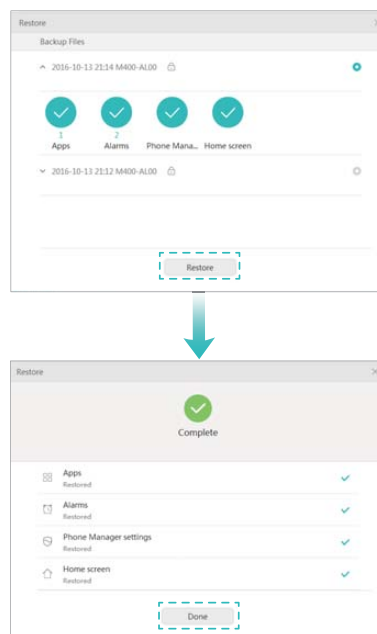 Restore
Backup Files
2016-10-13 21:14 M400-AL00
1 2
Apps Alarms Phone Mana... Home screen
2016-10-13 21:12 M400-AL00
Restore
Restore
Complete
Apps
Restored
Alarms
Restored
Phone Manager settings
Restored
Home screen
Restored
Done